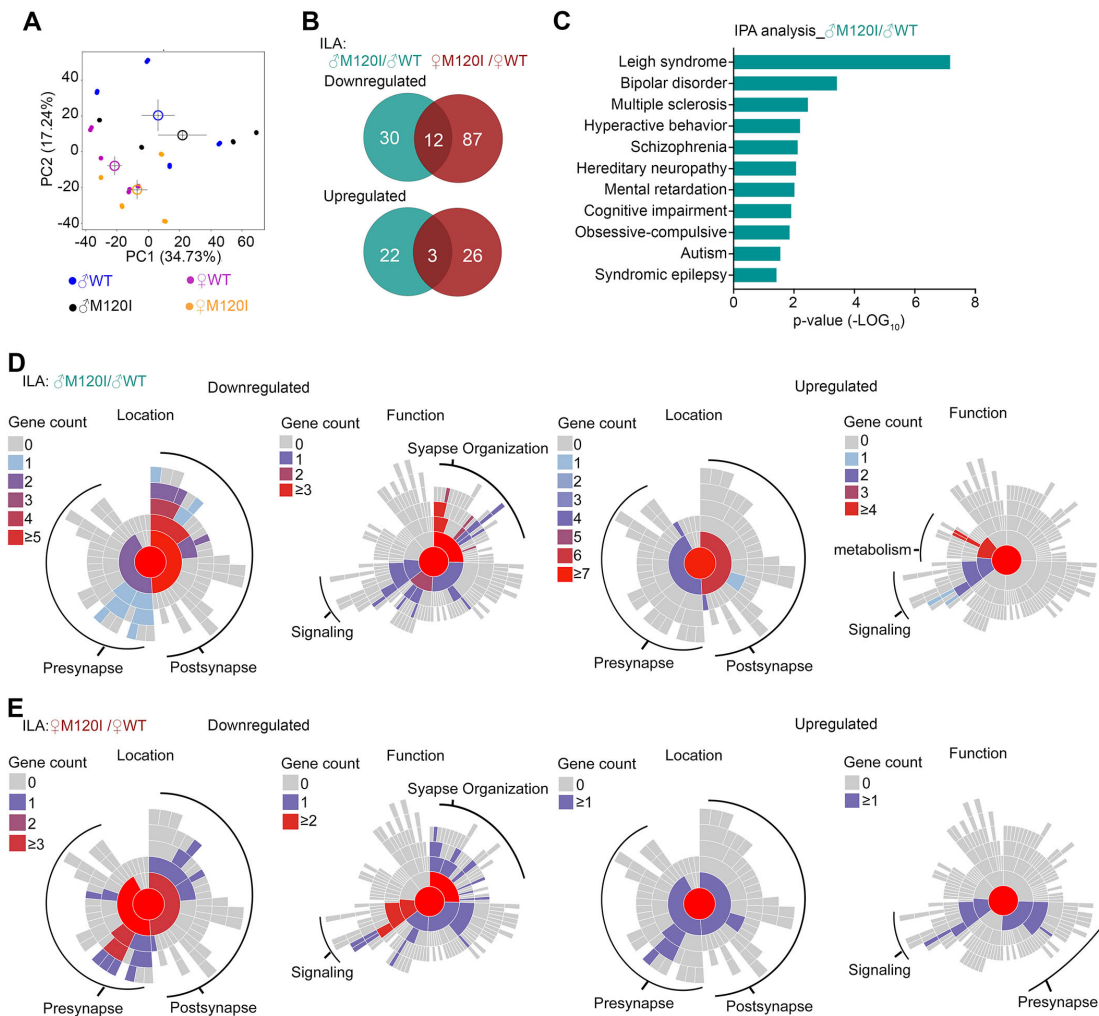 A
PC2 (17.24%)
40
20
0
-20
-40
-40
-20
0
20
40
60
PC1 (34.73%)
♂WT
♀WT
♂M120I
♀M120I
B
ILA:
♂M120I/♂WT ♀M120I /♀WT
Downregulated
30 12 87
Upregulated
22 3 26
C
IPA analysis_♂M120I/♂WT
Leigh syndrome
Bipolar disorder
Multiple sclerosis
Hyperactive behavior
Schizophrenia
Hereditary neuropathy
Mental retardation
Cognitive impairment
Obsessive-compulsive
Autism
Syndromic epilepsy
0 2 4 6 8
p-value (-LOG₁₀)
D
ILA: ♂M120I/♂WT
Downregulated
Location
Gene count
0
1
2
3
4
≥5
Presynapse
Postsynapse
Function
Gene count
0
1
2
≥3
Syapse Organization
Signaling
Upregulated
Location
Gene count
0
1
2
3
4
5
6
≥7
Presynapse
Postsynapse
Function
Gene count
0
1
2
3
≥4
metabolism
Signaling
E
ILA:♀M120I /♀WT
Downregulated
Location
Gene count
0
1
2
≥3
Presynapse
Postsynapse
Function
Gene count
0
1
≥2
Syapse Organization
Signaling
Upregulated
Location
Gene count
0
≥1
Presynapse
Postsynapse
Function
Gene count
0
≥1
Signaling
Presynapse